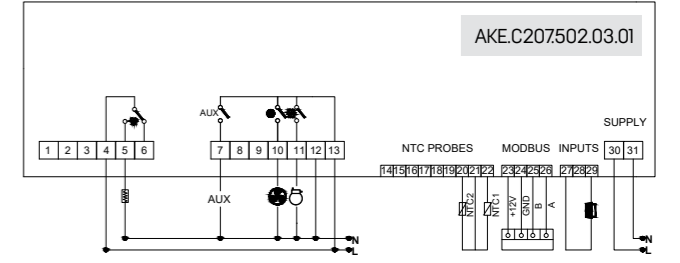 AKE.C207.502.03.01
AUX
SUPPLY
NTC PROBES MODBUS INPUTS
1 2 3 4 5 6 7 8 9 10 11 12 13 30 31
14 15 16 17 18 19 20 21 22 23 24 25 26 27 28 29
AUX
NTC2
NTC1
+12V
GND
B
A
N
L
N
L